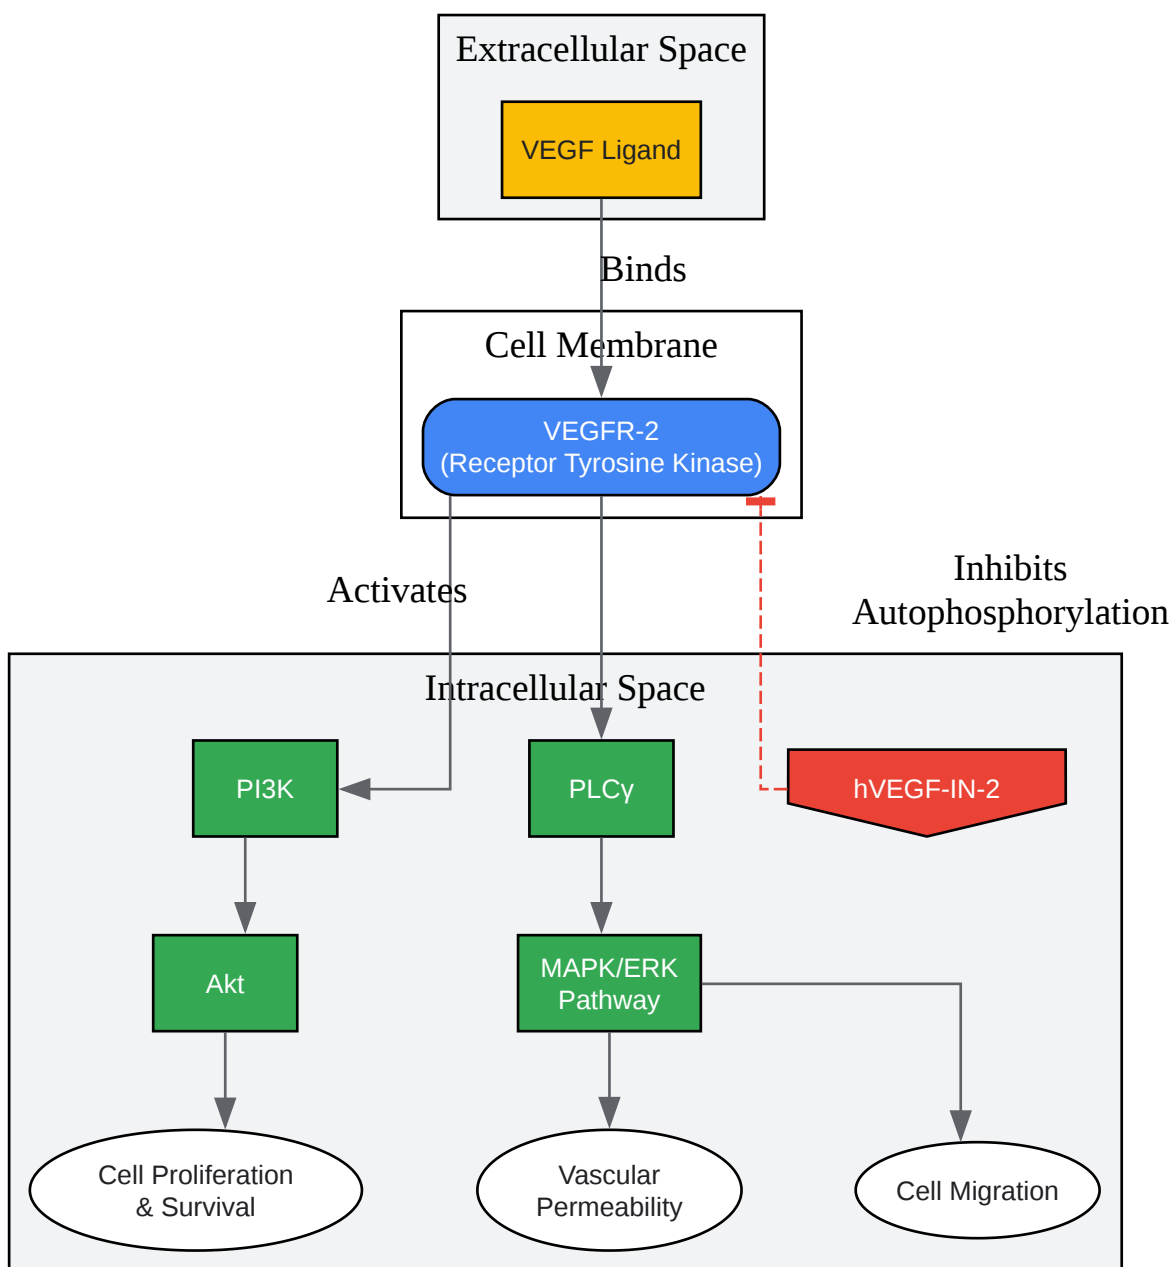 Extracellular Space
VEGF Ligand
Binds
Cell Membrane
VEGFR-2
(Receptor Tyrosine Kinase)
Activates
Inhibits
Autophosphorylation
Intracellular Space
PI3K
PLCγ
hVEGF-IN-2
Akt
MAPK/ERK
Pathway
Cell Proliferation
& Survival
Vascular
Permeability
Cell Migration